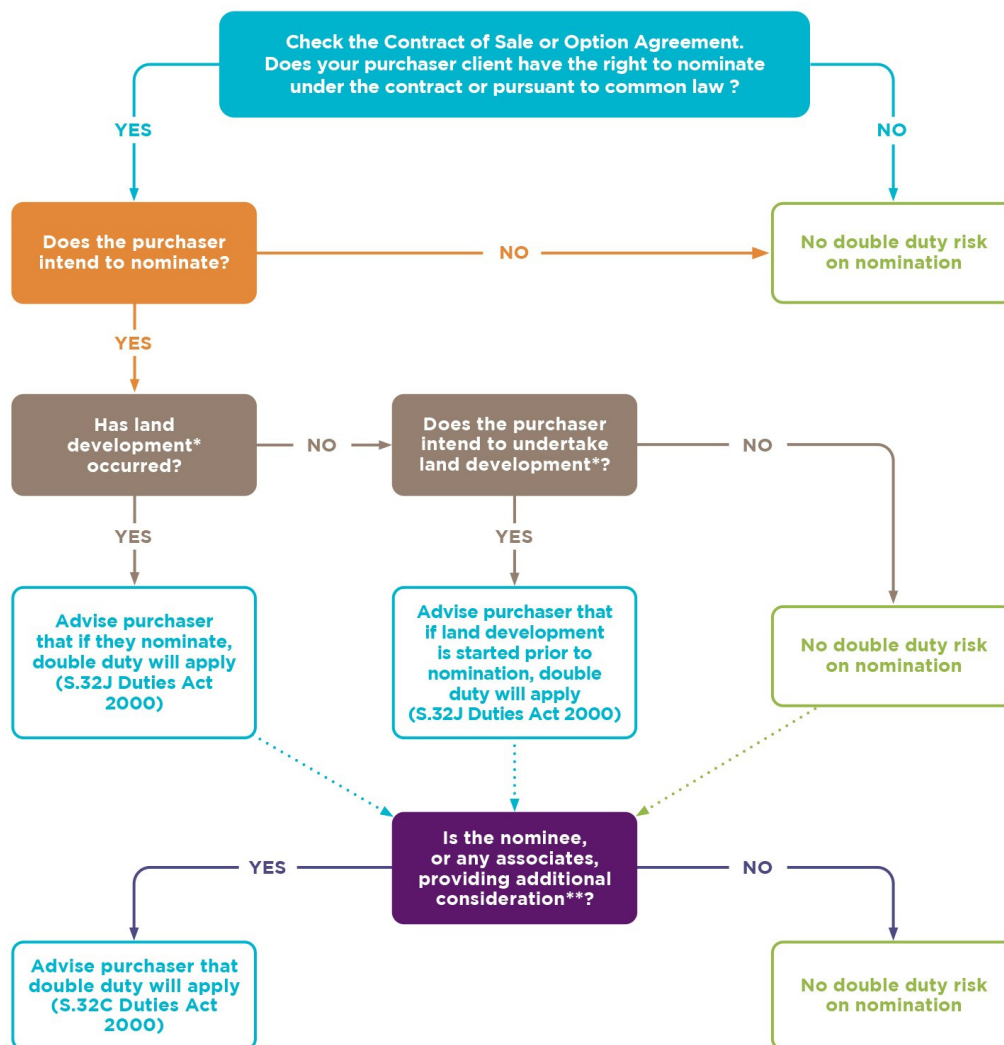 Check the Contract of Sale or Option Agreement.
Does your purchaser client have the right to nominate
under the contract or pursuant to common law ?
YES
NO
Does the purchaser
intend to nominate?
NO
No double duty risk
on nomination
YES
Has land
development*
occurred?
NO
Does the purchaser
intend to undertake
land development*?
NO
YES
YES
Advise purchaser
that if they nominate,
double duty will apply
(S.32J Duties Act
2000)
Advise purchaser that
if land development
is started prior to
nomination, double
duty will apply
(S.32J Duties Act 2000)
No double duty risk
on nomination
Is the nominee,
or any associates,
providing additional
consideration**?
YES
NO
Advise purchaser that
double duty will apply
(S.32C Duties Act
2000)
No double duty risk
on nomination